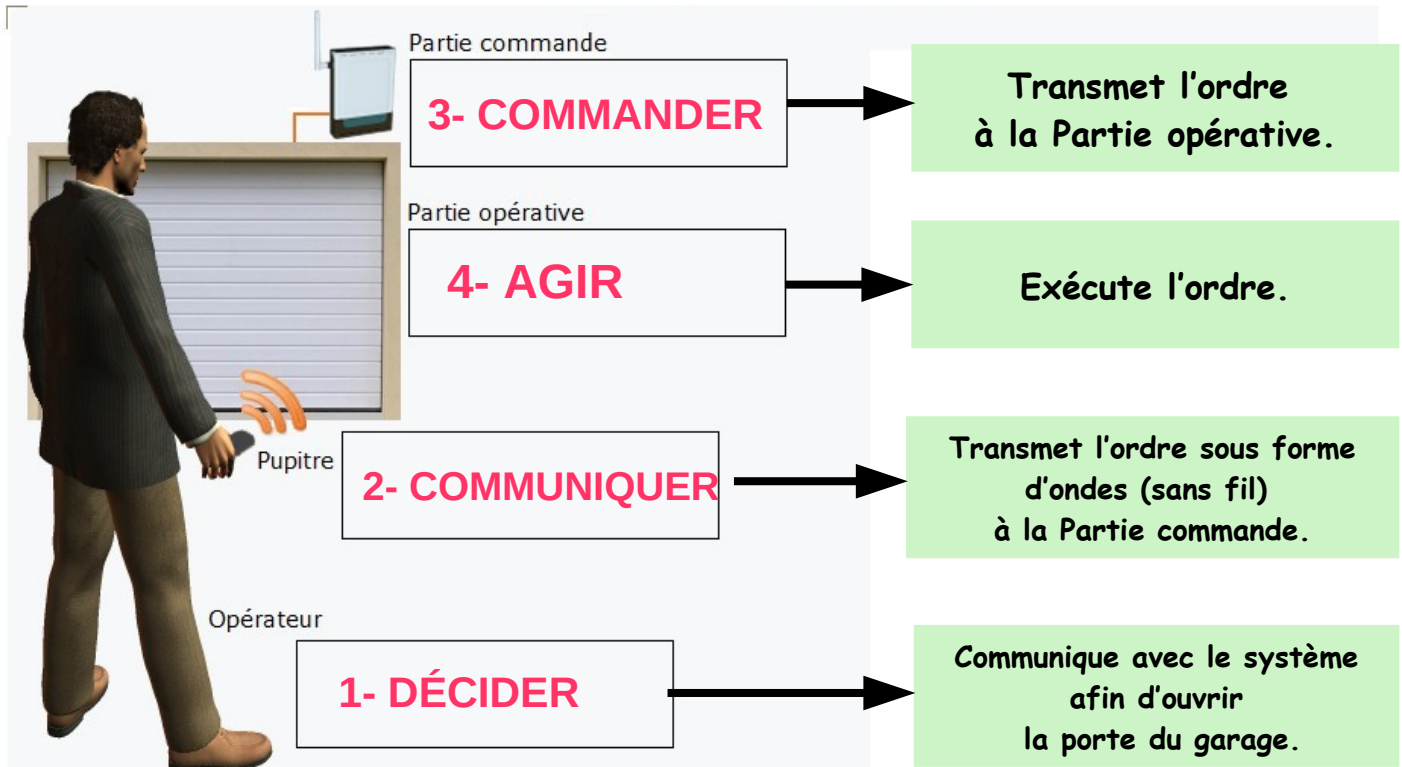 Partie commande
3- COMMANDER
Transmet l'ordre
à la Partie opérative.
Partie opérative
4- AGIR
Exécute l'ordre.
Pupitre
2- COMMUNIQUER
Transmet l'ordre sous forme
d'ondes (sans fil)
à la Partie commande.
Opérateur
1- DÉCIDER
Communique avec le système
afin d'ouvrir
la porte du garage.